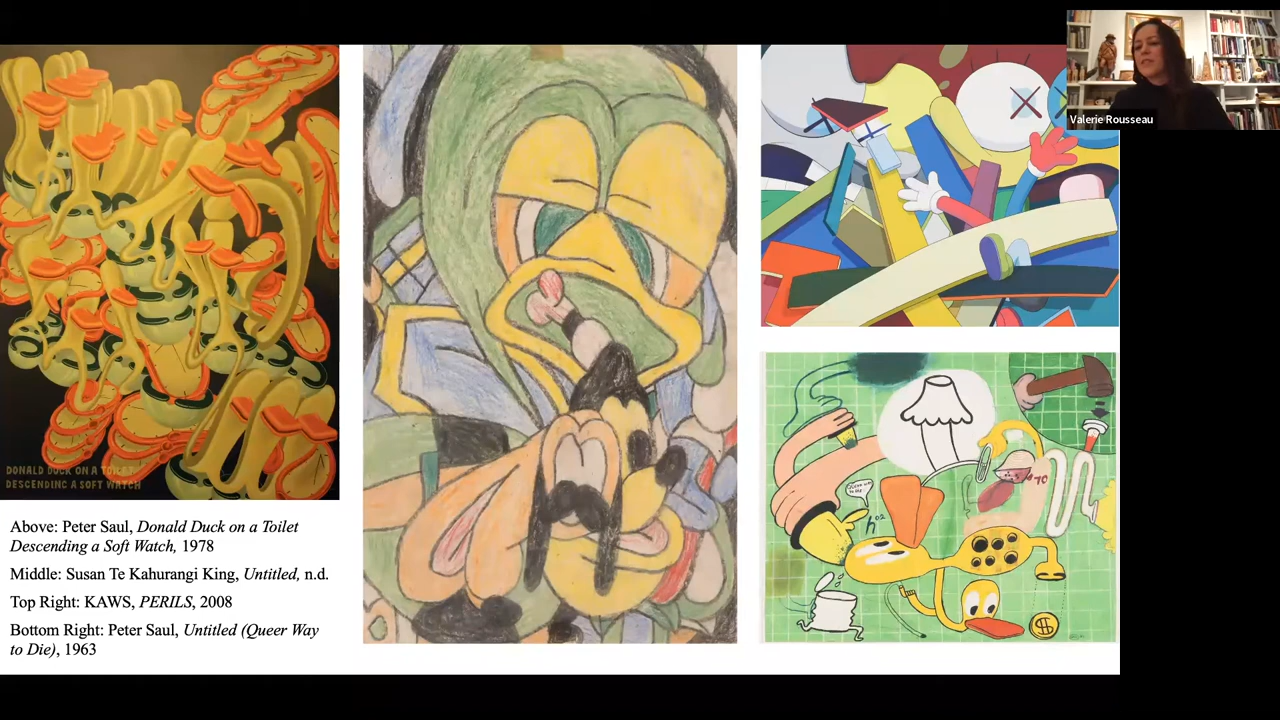 Valerie Rousseau
DONALD DUCK ON A TOILET
DESCENDING A SOFT WATCH
Above: Peter Saul, Donald Duck on a Toilet
Descending a Soft Watch, 1978
Middle: Susan Te Kahurangi King, Untitled, n.d.
Top Right: KAWS, PERILS, 2008
Bottom Right: Peter Saul, Untitled (Queer Way
to Die), 1963